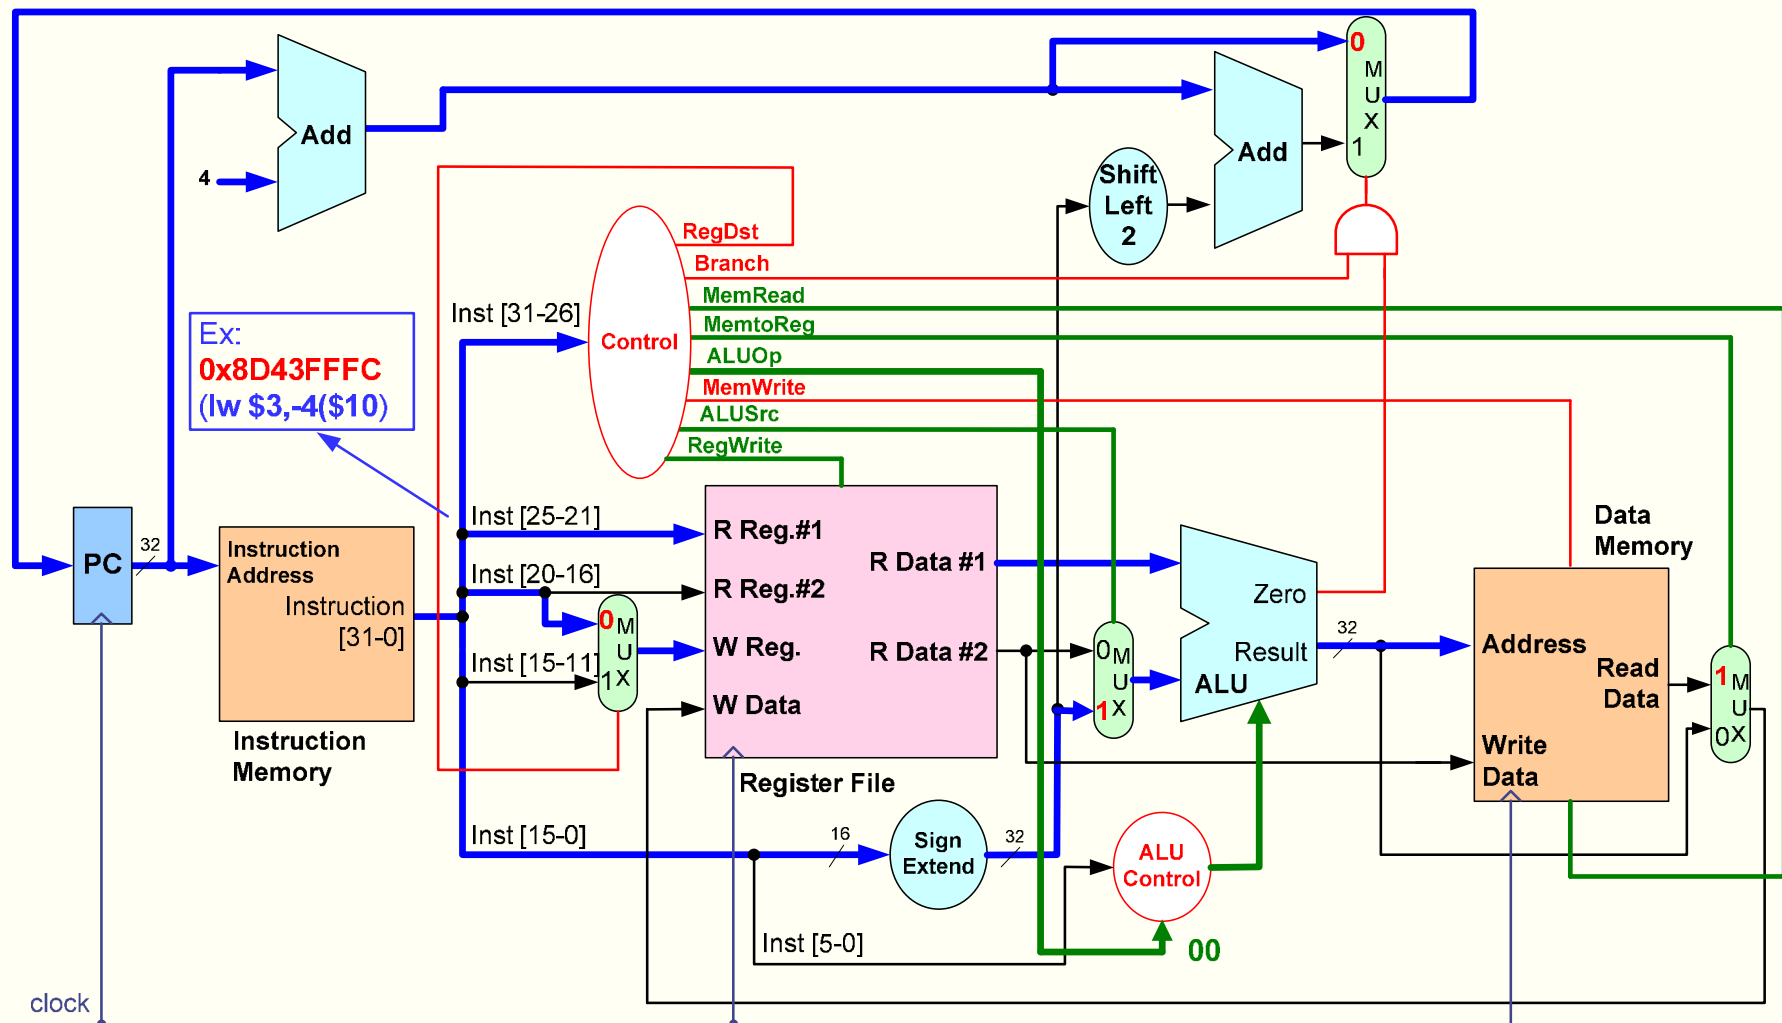 0
M
U
X
1
Add
4
Add
Shift
Left
2
RegDst
Branch
MemRead
MemtoReg
ALUOp
MemWrite
ALUSrc
RegWrite
Inst [31-26]
Control
Ex:
0x8D43FFFC
(lw $3,-4($10)
PC
32
Instruction
Address
Instruction
[31-0]
Instruction
Memory
Inst [25-21]
Inst [20-16]
Inst [15-11]
0
M
U
1 X
R Reg.#1
R Reg.#2
W Reg.
W Data
R Data #1
R Data #2
Register File
0 M
U
1 X
Zero
Result
ALU
32
Data
Memory
Address
Read
Data
Write
Data
1 M
U
0 X
Inst [15-0]
16
Sign
Extend
32
ALU
Control
Inst [5-0]
00
clock